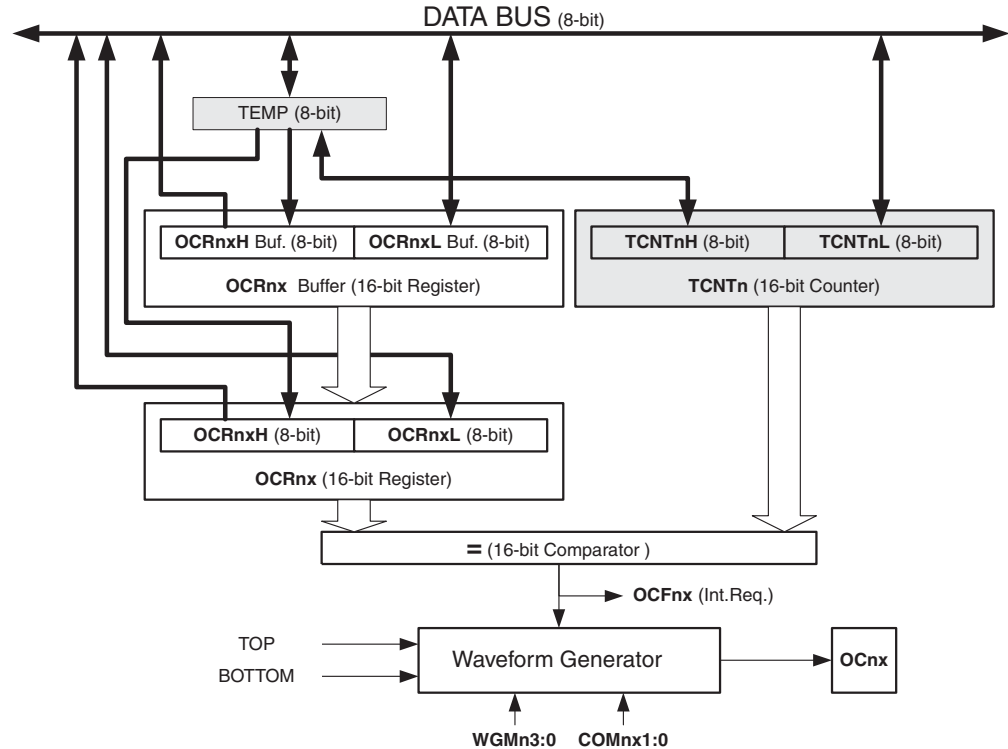 DATA BUS (8-bit)
TEMP (8-bit)
OCRnxH Buf. (8-bit)
OCRnxL Buf. (8-bit)
OCRnx Buffer (16-bit Register)
TCNTnH (8-bit)
TCNTnL (8-bit)
TCNTn (16-bit Counter)
OCRnxH (8-bit)
OCRnxL (8-bit)
OCRnx (16-bit Register)
= (16-bit Comparator )
OCFnx (Int.Req.)
TOP
BOTTOM
Waveform Generator
OCnx
WGMn3:0
COMnx1:0